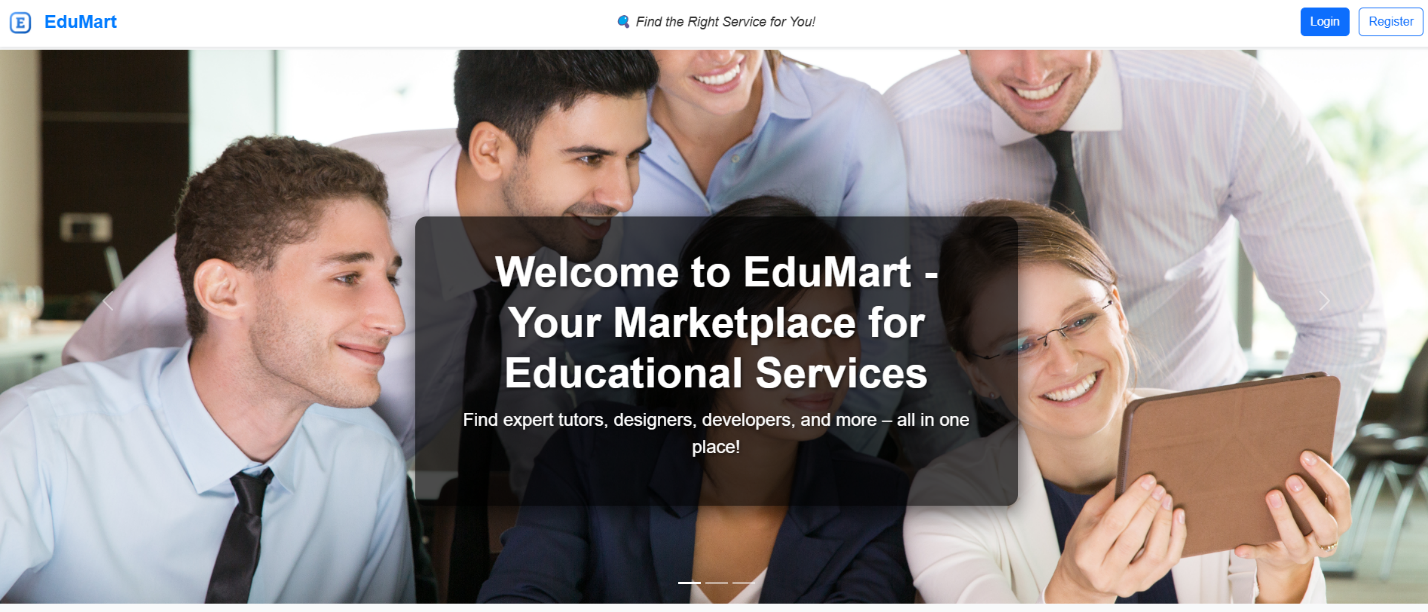 E EduMart
Find the Right Service for You!
Login
Register
Welcome to EduMart -
Your Marketplace for
Educational Services
Find expert tutors, designers, developers, and more – all in one
place!